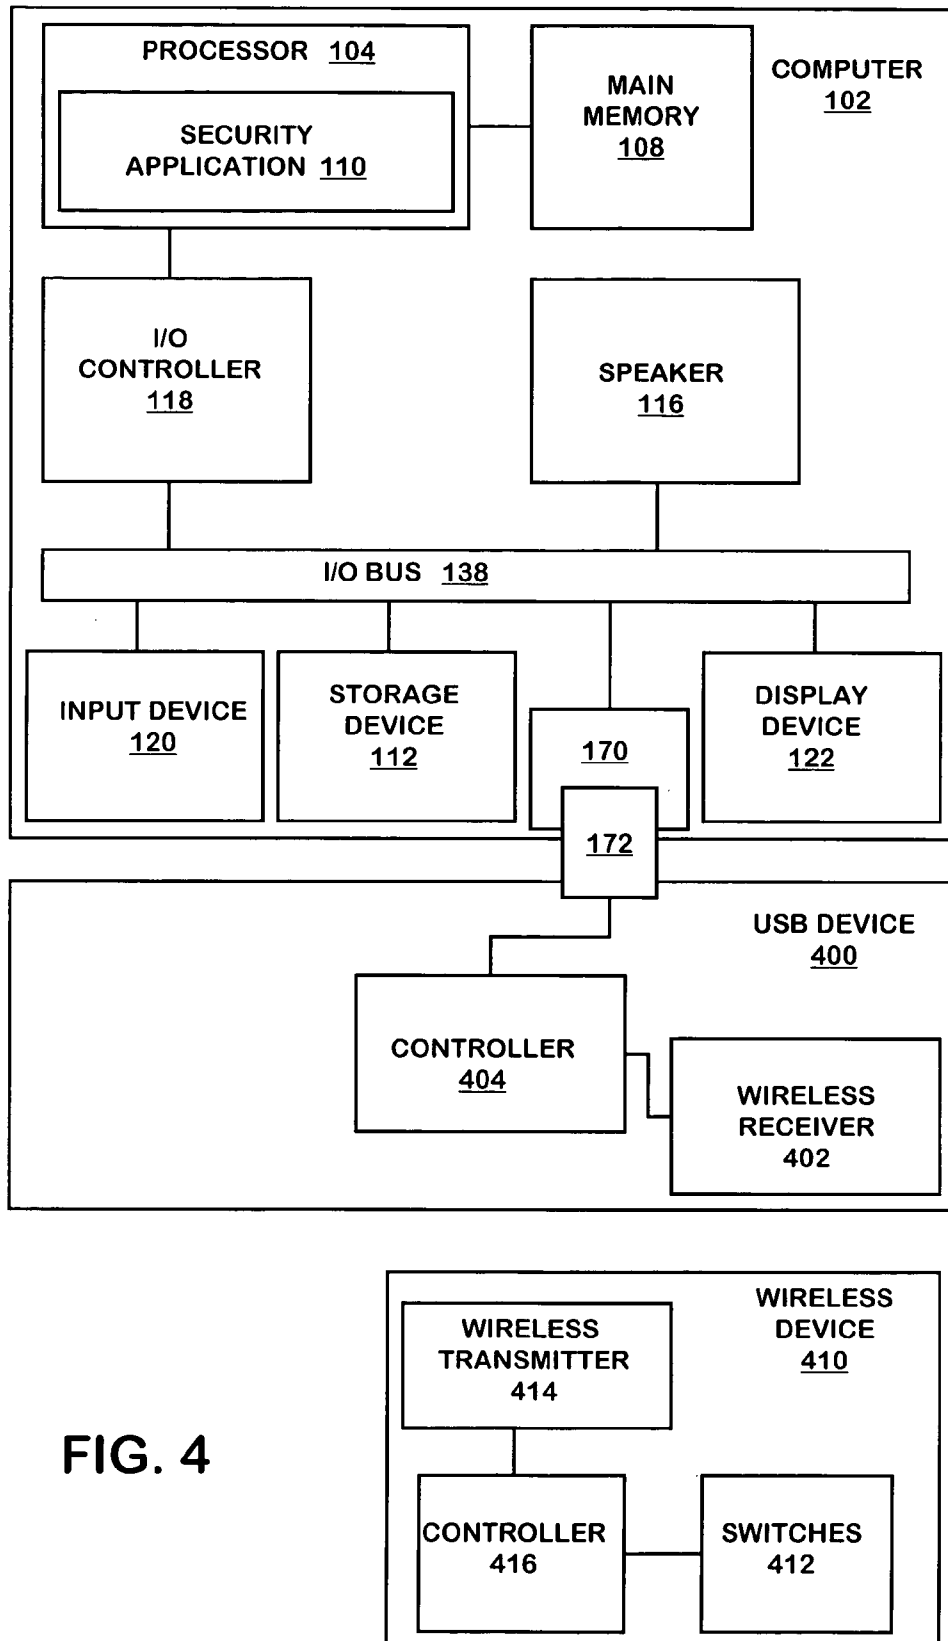 PROCESSOR 104
SECURITY
APPLICATION 110
MAIN
MEMORY
108
COMPUTER
102
I/O
CONTROLLER
118
SPEAKER
116
I/O BUS 138
INPUT DEVICE
120
STORAGE
DEVICE
112
170
172
DISPLAY
DEVICE
122
USB DEVICE
400
CONTROLLER
404
WIRELESS
RECEIVER
402
WIRELESS
DEVICE
410
WIRELESS
TRANSMITTER
414
CONTROLLER
416
SWITCHES
412
FIG. 4